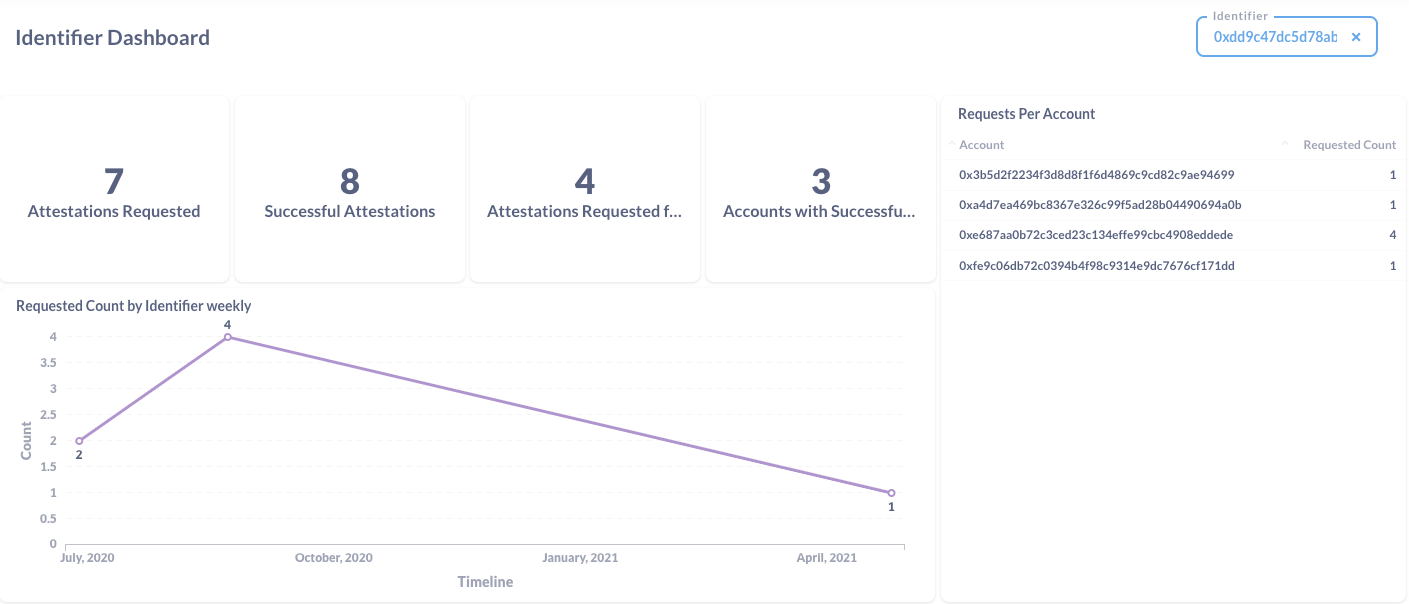 Identifier Dashboard
Identifier
0xdd9c47dc5d78ab
7
Attestations Requested
8
Successful Attestations
4
Attestations Requested f...
3
Accounts with Successfu...
Requests Per Account
Account Requested Count
0x3b5d2f2234f3d8d8f1f6d4869c9cd82c9ae94699 1
0xa4d7ea469bc8367e326c99f5ad28b04490694a0b 1
0xe687aa0b72c3ced23c134effe99cbc4908eddede 4
0xfe9c06db72c0394b4f98c9314e9dc7676cf171dd 1
Requested Count by Identifier weekly
4
4
3.5
3
2.5
2
2
1.5
1
1
0.5
0
Count
July, 2020 October, 2020 January, 2021 April, 2021
Timeline